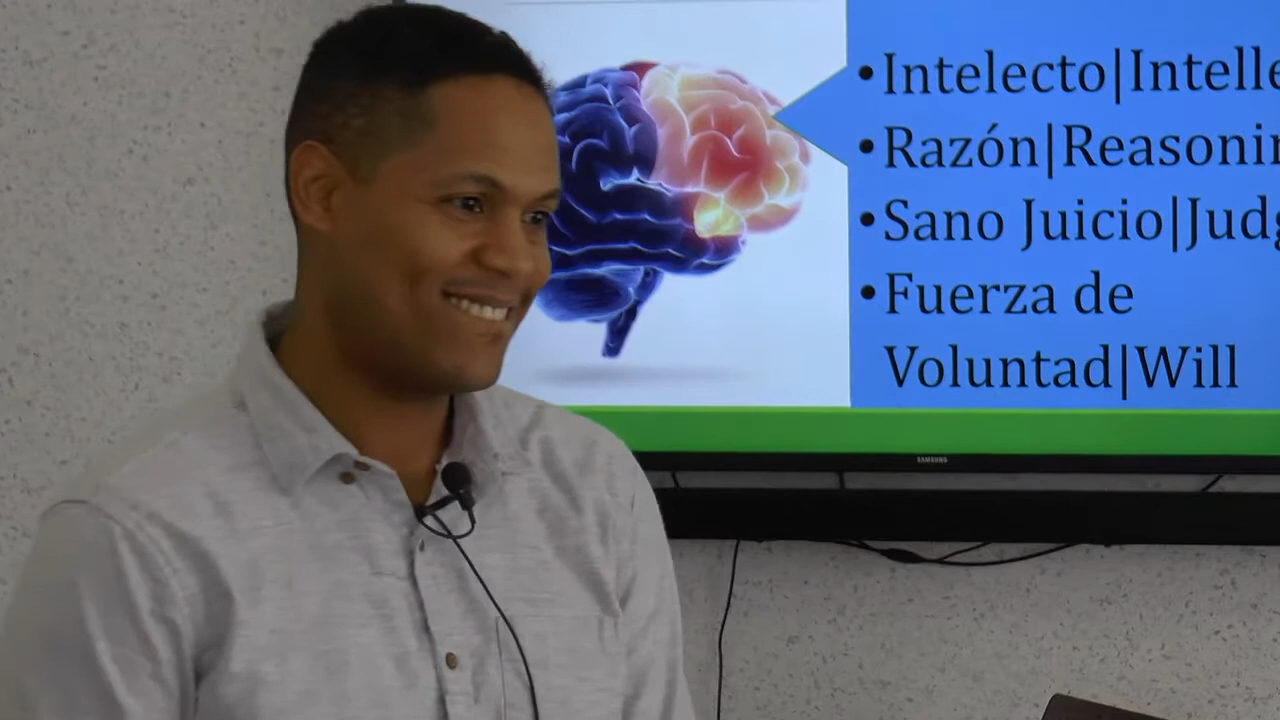 •Intelecto|Intelle
•Razón|Reasonin
•Sano Juicio|Judg
•Fuerza de
Voluntad|Will
SAMSUNG